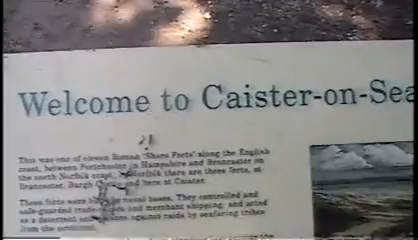 Welcome to Caister-on-Sea
This was one of eleven Roman 'Shore Forts' along the English
coast, between Portchester in Hampshire and Brancaster on
the north Norfolk coast. Norfolk there are three forts, at
Brancaster, Burgh and here at Caister.
These forts were naval bases. They controlled and
safe-guarded and merchant shipping, and acted
as a deterrent against raids by seafaring tribes
from the continent.